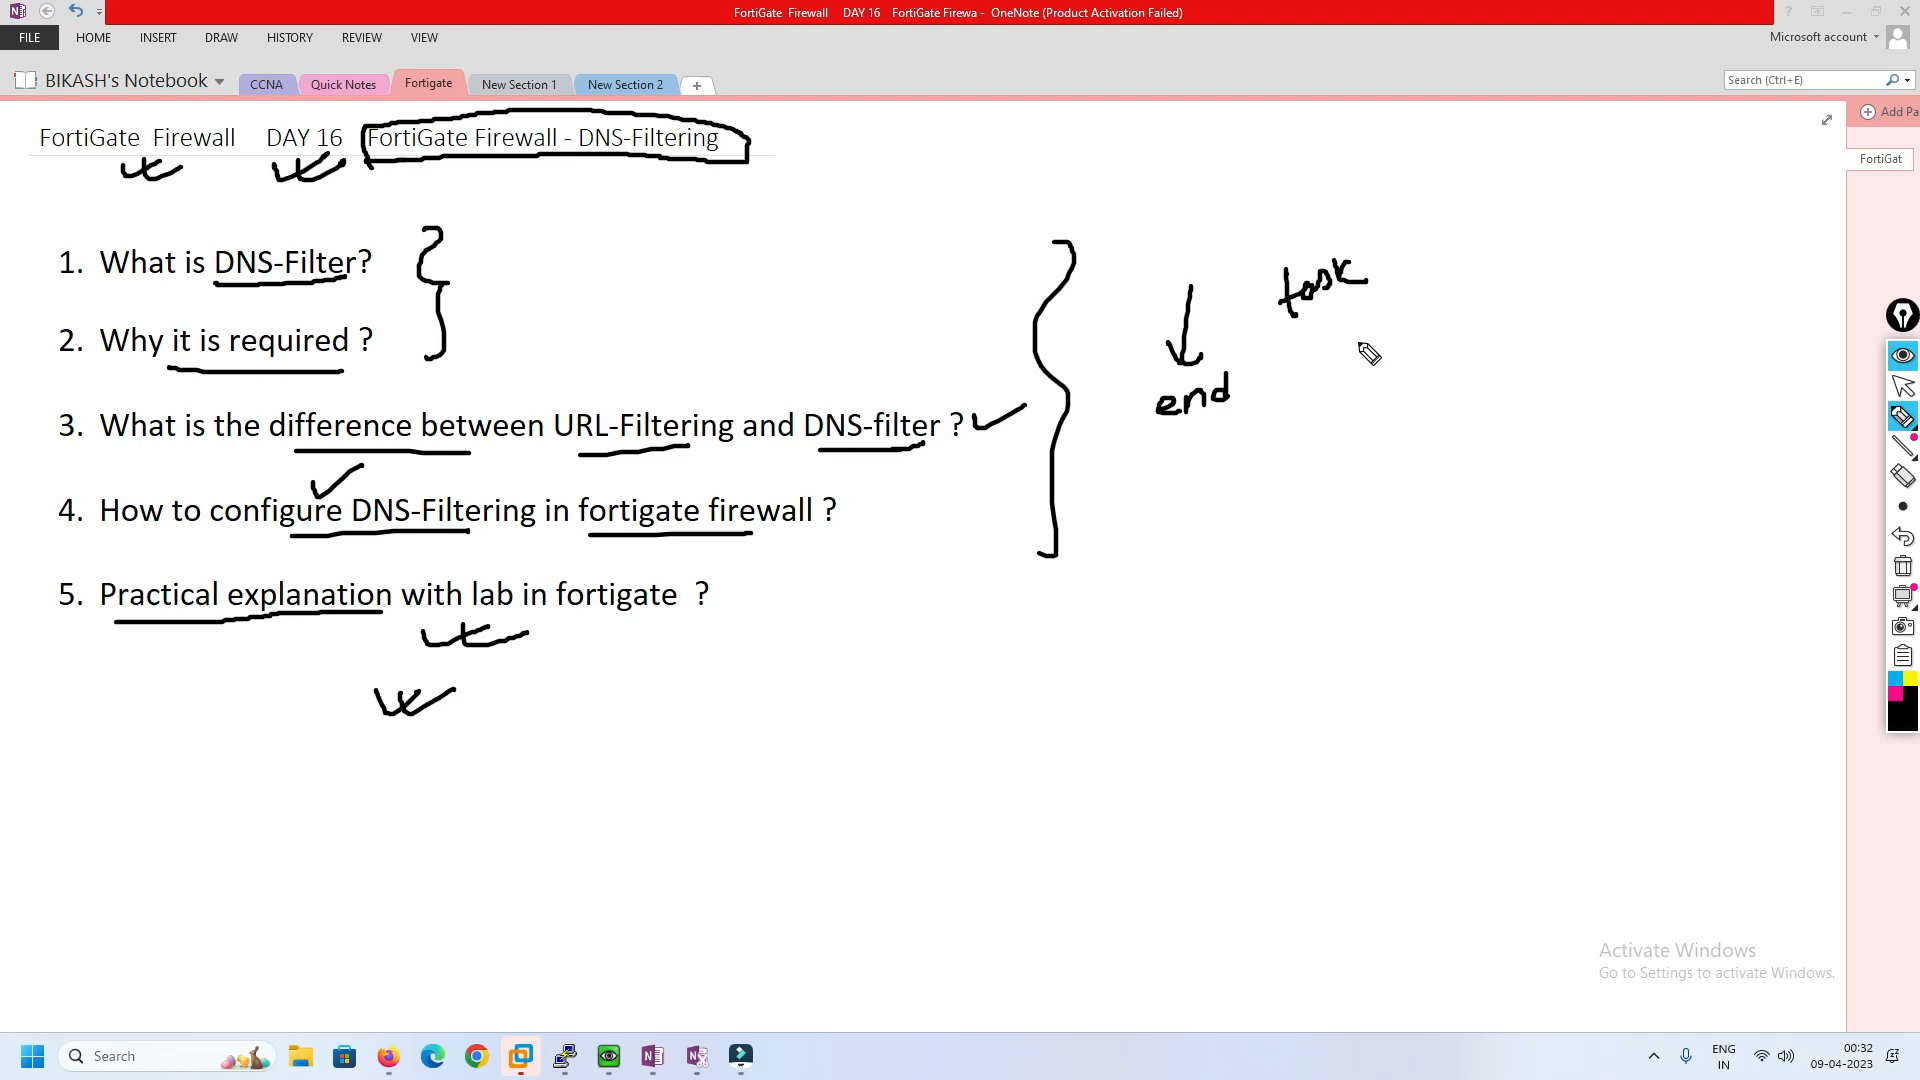 FortiGate Firewall DAY 16 FortiGate Firewa - OneNote (Product Activation Failed)
FILE HOME INSERT DRAW HISTORY REVIEW VIEW
Microsoft account
BIKASH's Notebook CCNA Quick Notes Fortigate New Section 1 New Section 2
Search (Ctrl+E)
Add Pa
FortiGat
FortiGate Firewall DAY 16 FortiGate Firewall - DNS-Filtering
1. What is DNS-Filter?
2. Why it is required ?
3. What is the difference between URL-Filtering and DNS-filter ?
4. How to configure DNS-Filtering in fortigate firewall ?
5. Practical explanation with lab in fortigate ?
task
end
Activate Windows
Go to Settings to activate Windows.
Search
ENG
IN
00:32
09-04-2023